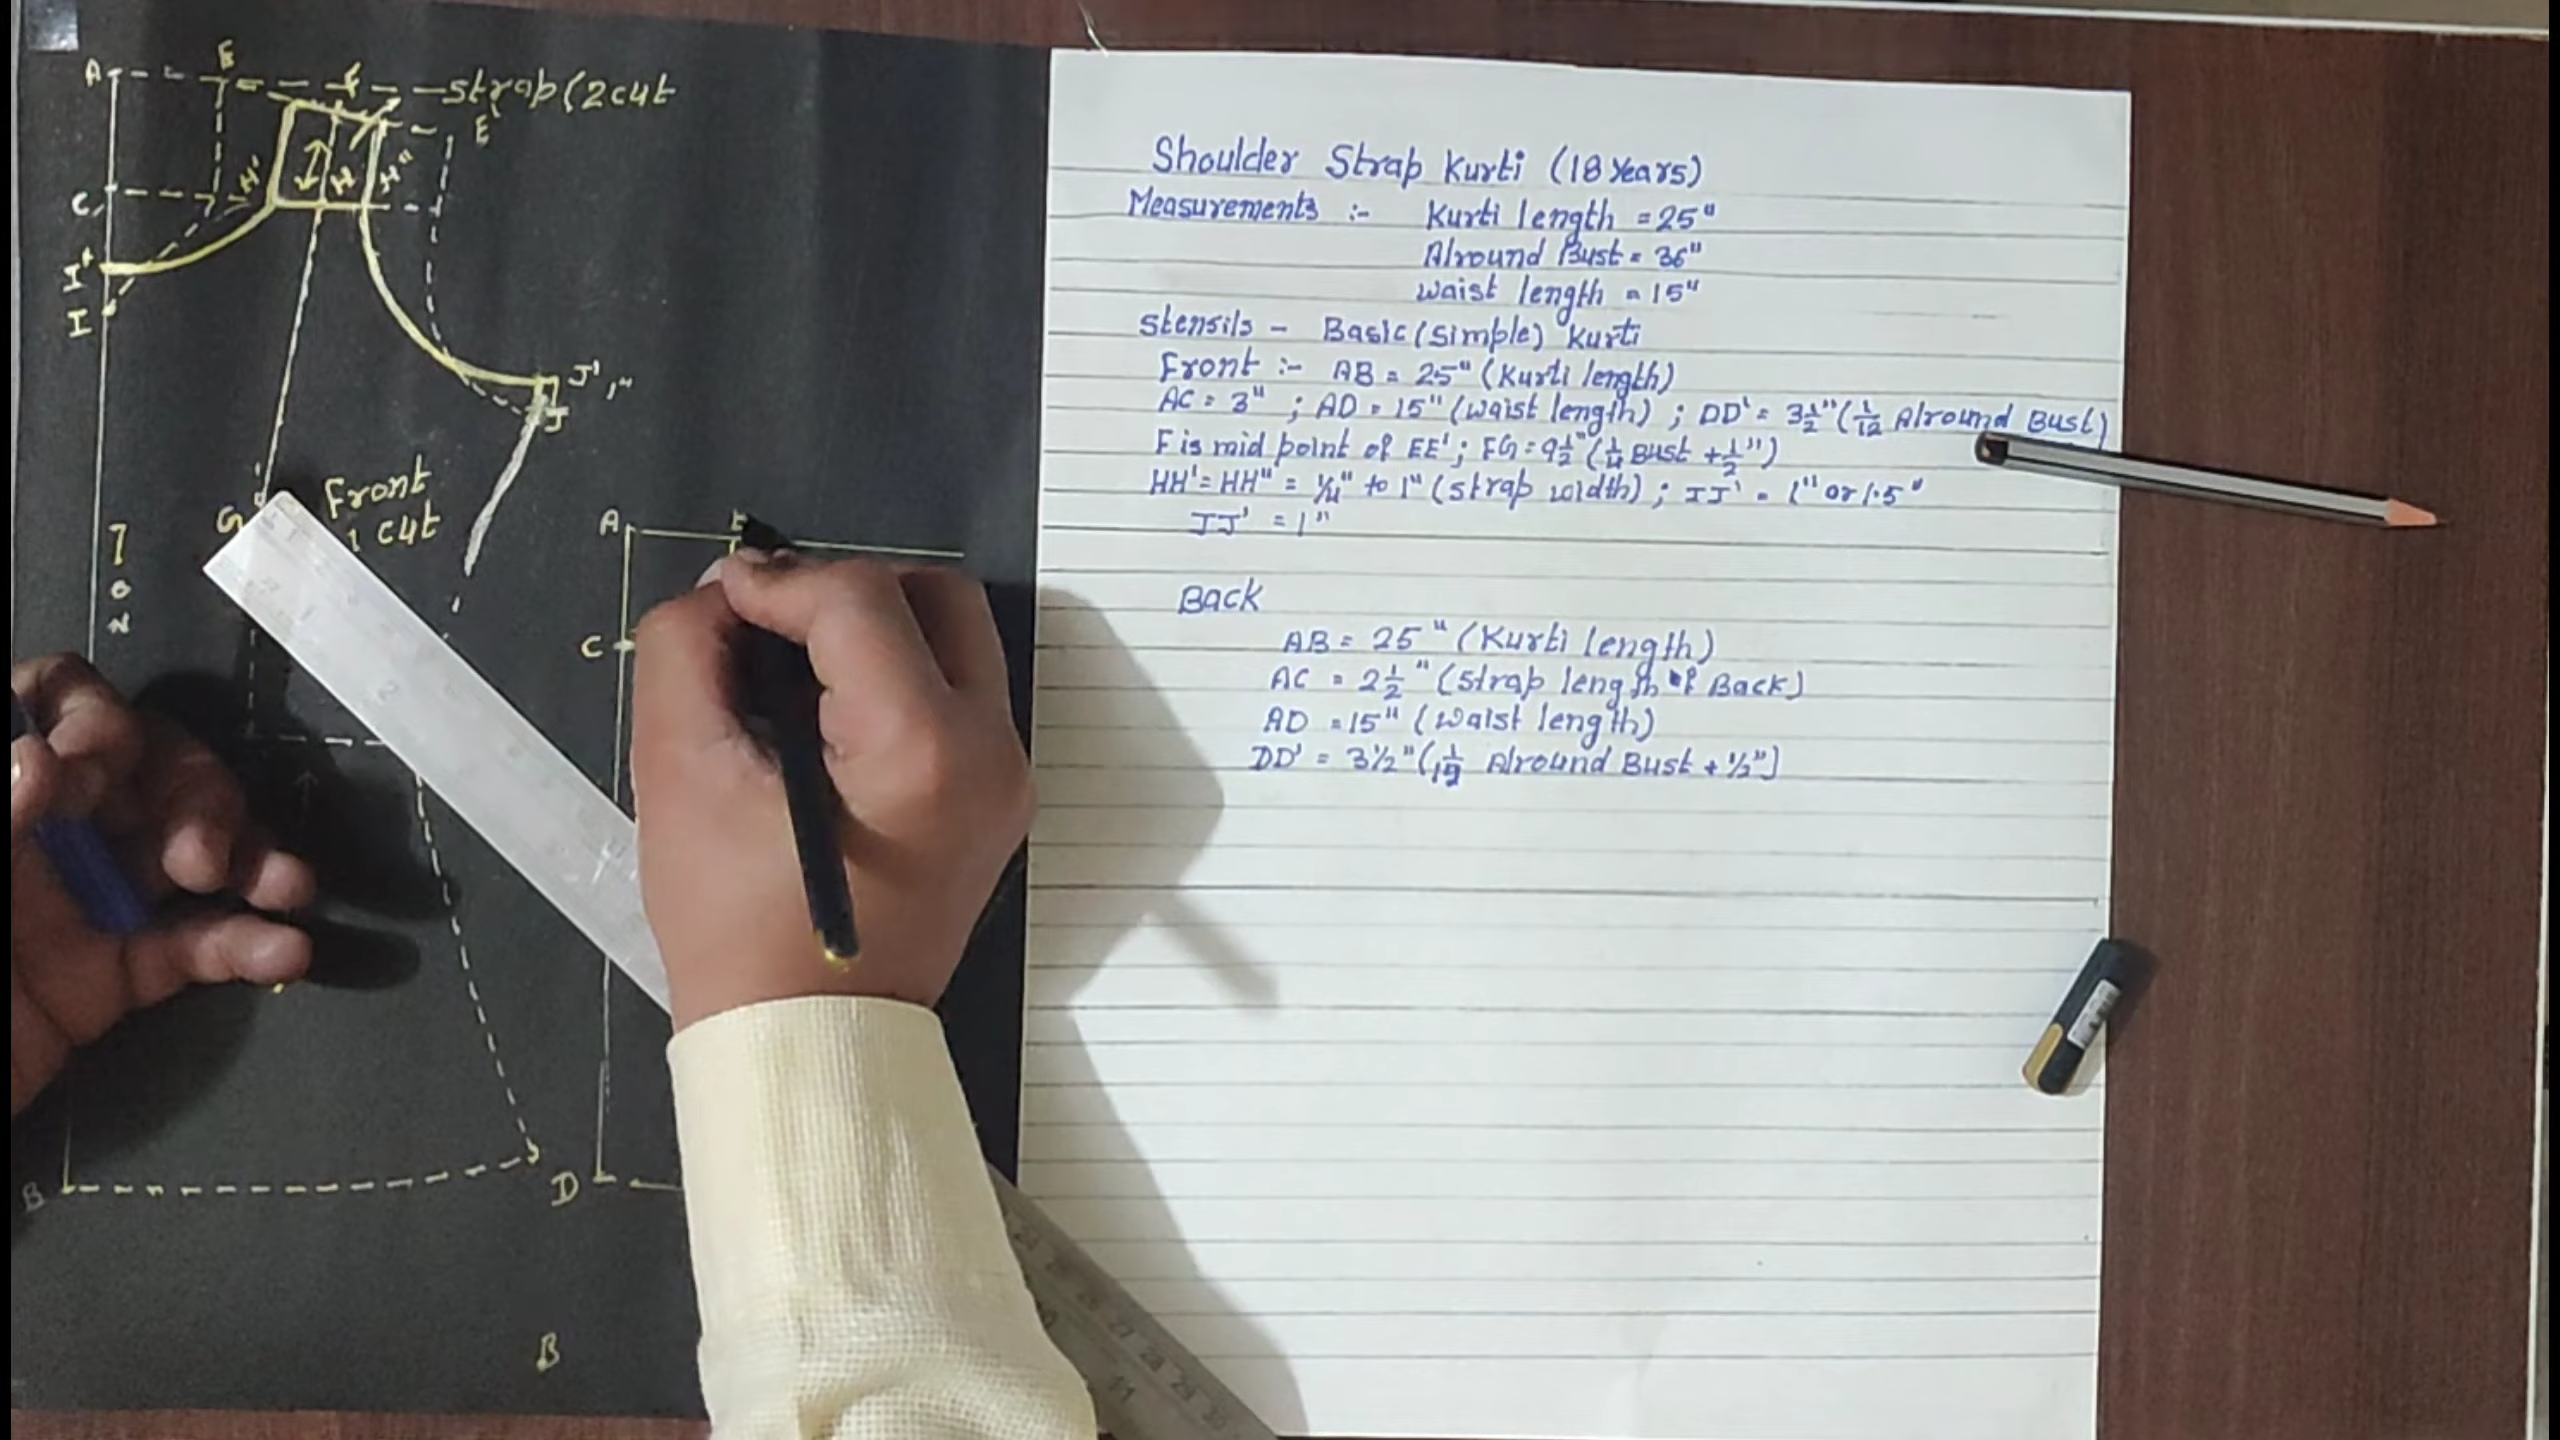 Shoulder Strap Kurti (18 Years)
Measurements :- Kurti length = 25"
Alround Bust = 36"
Waist length = 15"
Stensils - Basic (Simple) Kurti
Front :- AB = 25" (Kurti length)
AC = 3" ; AD = 15" (Waist length) ; DD' = 3½" (1/12 Alround Bust)
F is mid point of EE' ; FG = 9½" (¼ Bust + ½")
HH' = HH" = ¼" to 1" (Strap width) ; II' = 1" or 1.5"
JJ' = 1"
Back
AB = 25" (Kurti length)
AC = 2½" (Strap length of Back)
AD = 15" (Waist length)
DD' = 3½" (1/12 Alround Bust + ½")
A
E
F
Strap (2 cut
E'
C
H'
H
H"
I'
I
J',"
J
G
Front
1 cut
B
A
E
C
D
B